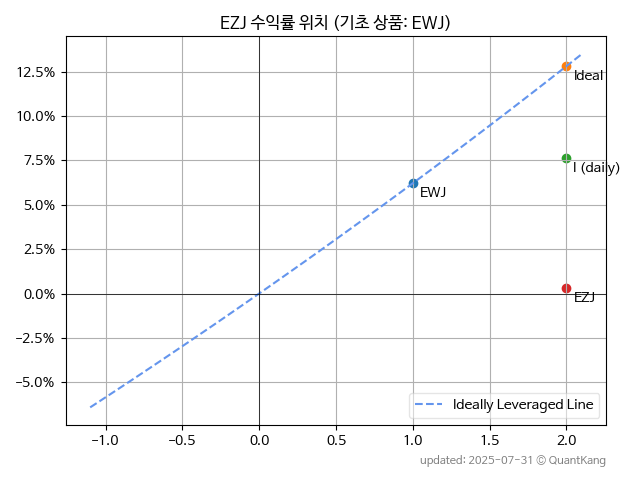 EZJ 수익률 위치 (기초 상품: EWJ)
12.5%
10.0%
7.5%
5.0%
2.5%
0.0%
−2.5%
−5.0%
Ideal
I (daily)
EWJ
EZJ
Ideally Leveraged Line
−1.0 −0.5 0.0 0.5 1.0 1.5 2.0
updated: 2025-07-31 © QuantKang